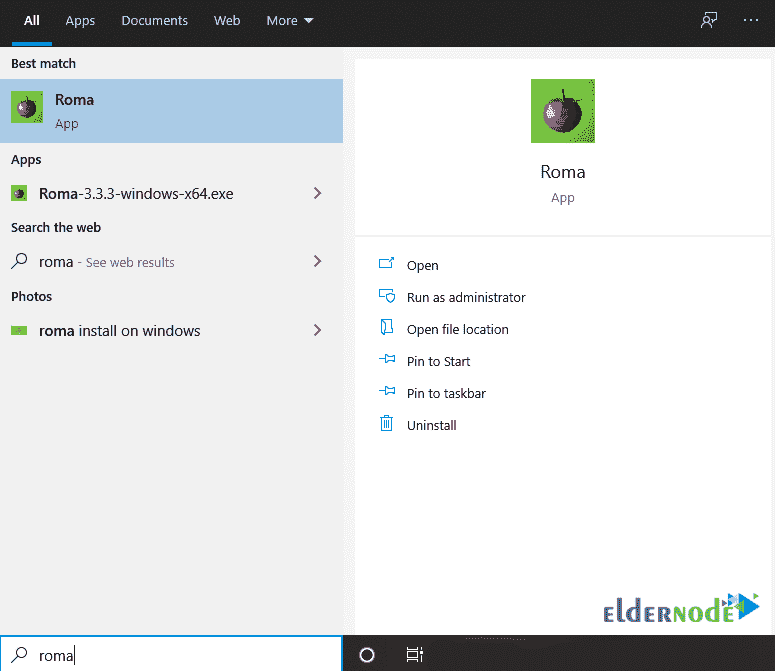 All Apps Documents Web More
Best match
Roma
App
Apps
Roma-3.3.3-windows-x64.exe
Search the web
roma - See web results
Photos
roma install on windows
Roma
App
Open
Run as administrator
Open file location
Pin to Start
Pin to taskbar
Uninstall
eldernode
roma